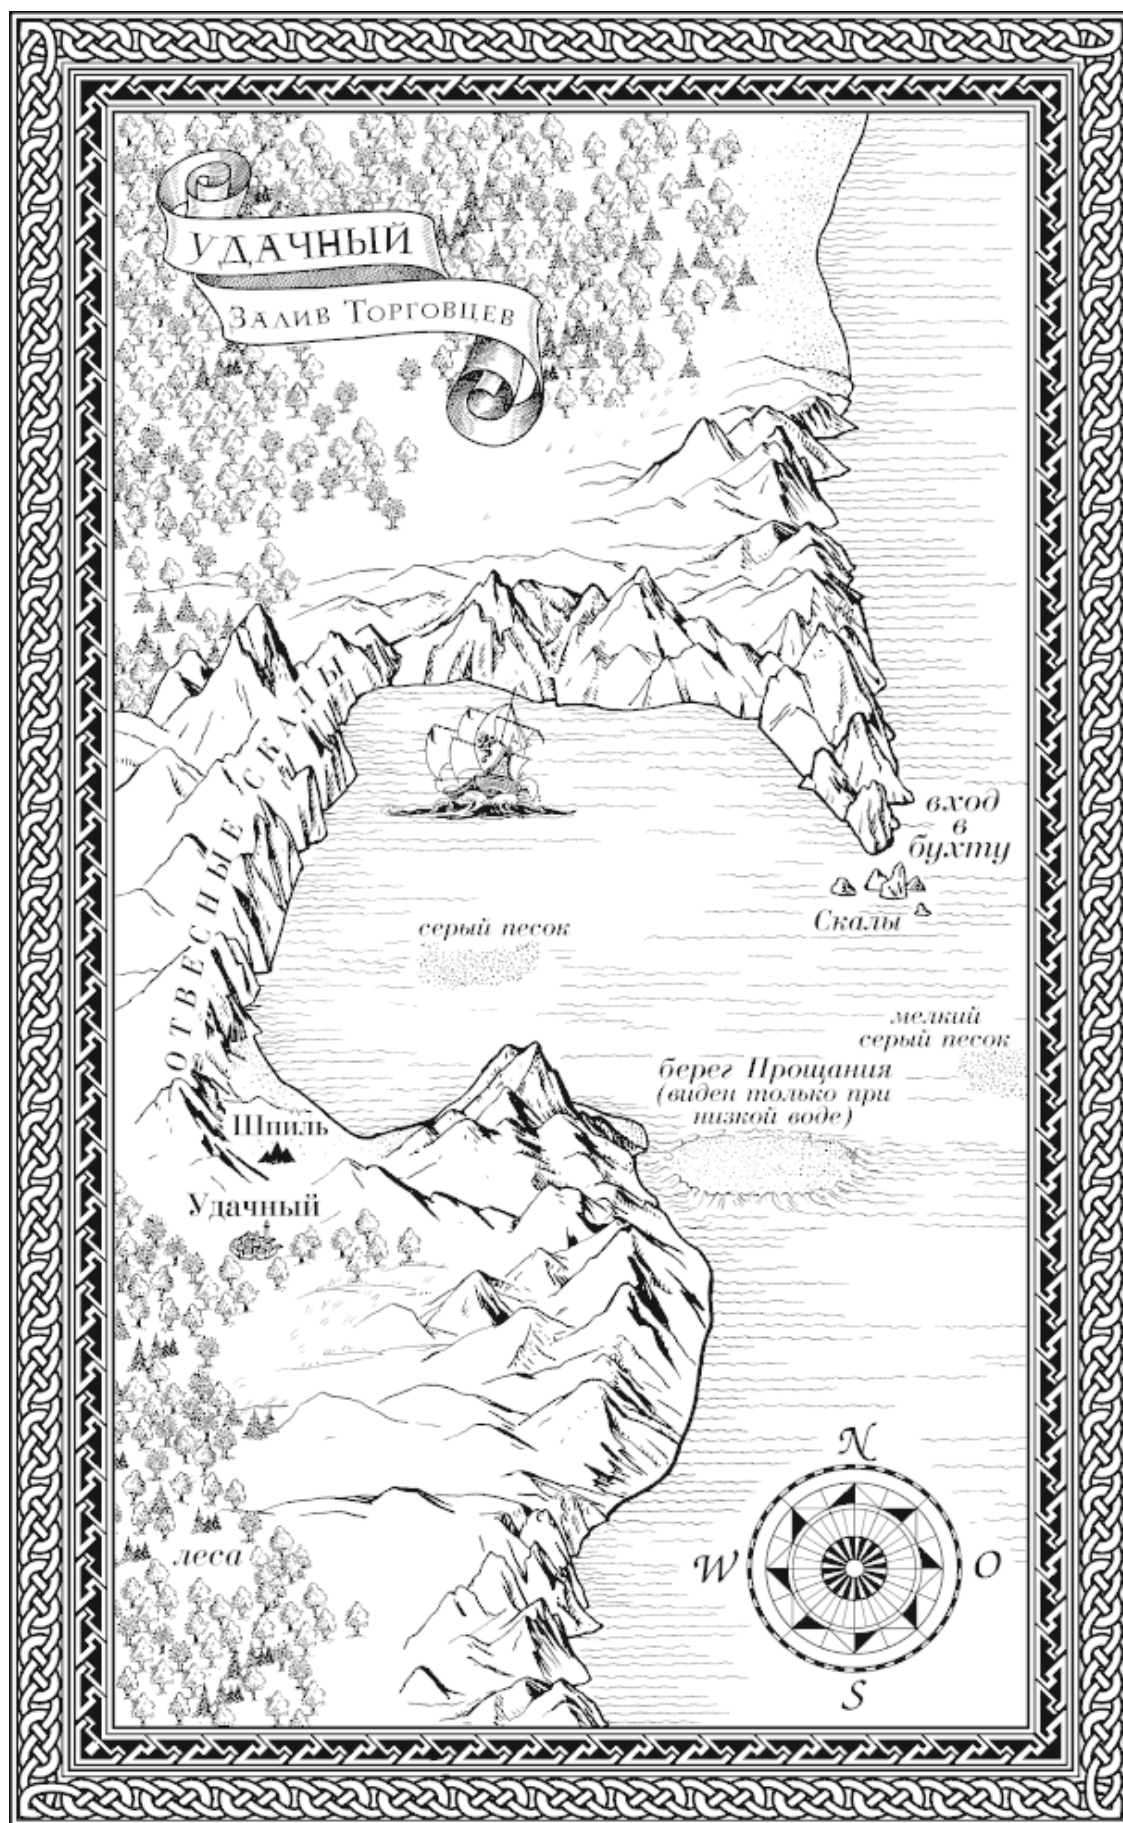 УДАЧНЫЙ
ЗАЛИВ ТОРГОВЦЕВ
ОТВЕСНЫЕ СКАЛЫ
вход
в
бухту
Скалы
серый песок
мелкий
серый песок
берег Прощания
(виден только при
низкой воде)
Шпиль
Удачный
N
W
O
S
леса